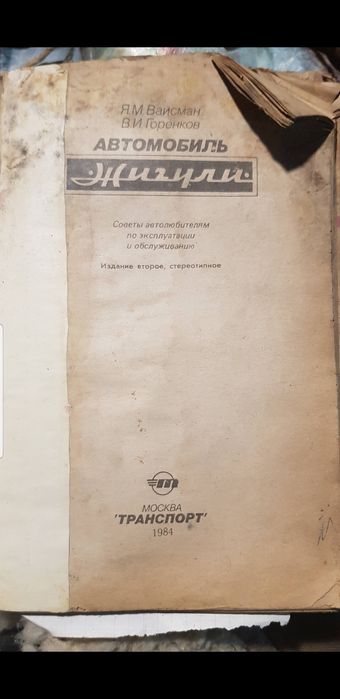 Я.М. Вайсман
В.И. Горенков
АВТОМОБИЛЬ
·Жигули·
Советы автолюбителям
по эксплуатации
и обслуживанию
Издание второе, стереотипное
МОСКВА
"ТРАНСПОРТ"
1984